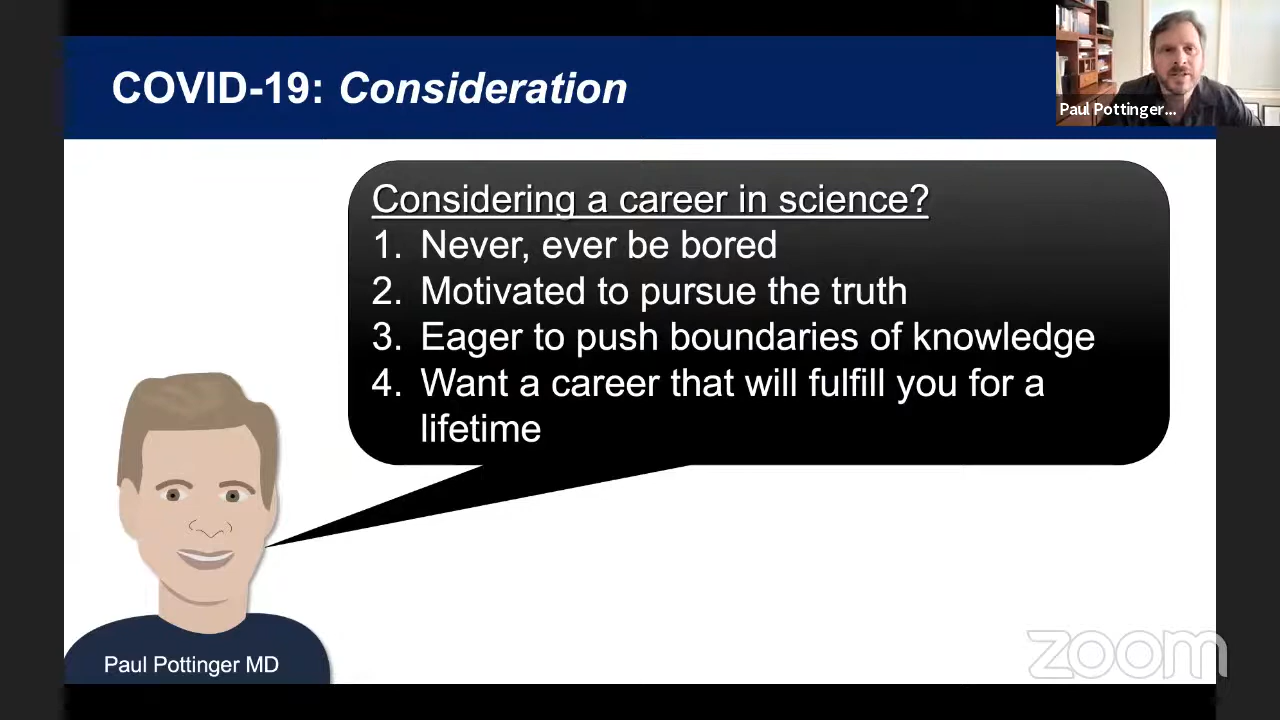 COVID-19: Consideration
Paul Pottinger...
Considering a career in science?
1. Never, ever be bored
2. Motivated to pursue the truth
3. Eager to push boundaries of knowledge
4. Want a career that will fulfill you for a
lifetime
Paul Pottinger MD
zoom